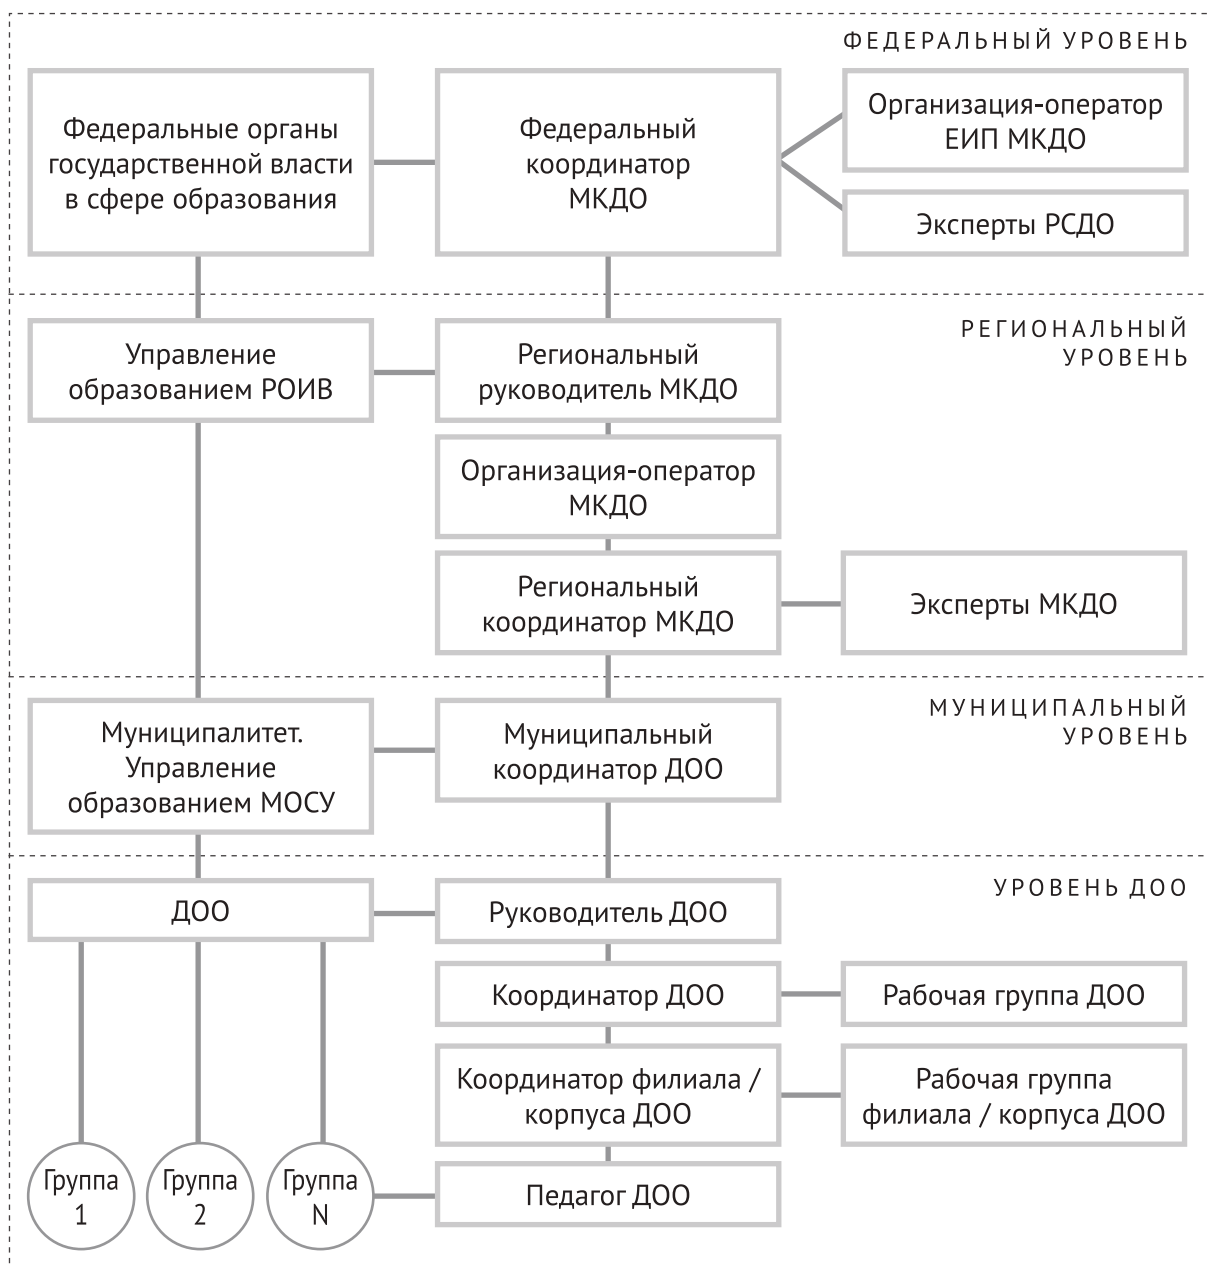 ФЕДЕРАЛЬНЫЙ УРОВЕНЬ
Федеральные органы
государственной власти
в сфере образования
Федеральный
координатор
МКДО
Организация-оператор
ЕИП МКДО
Эксперты РСДО
РЕГИОНАЛЬНЫЙ
УРОВЕНЬ
Управление
образованием РОИВ
Региональный
руководитель МКДО
Организация-оператор
МКДО
Региональный
координатор МКДО
Эксперты МКДО
МУНИЦИПАЛЬНЫЙ
УРОВЕНЬ
Муниципалитет.
Управление
образованием МОСУ
Муниципальный
координатор ДОО
УРОВЕНЬ ДОО
ДОО
Руководитель ДОО
Координатор ДОО
Рабочая группа ДОО
Координатор филиала /
корпуса ДОО
Рабочая группа
филиала / корпуса ДОО
Группа
1
Группа
2
Группа
N
Педагог ДОО